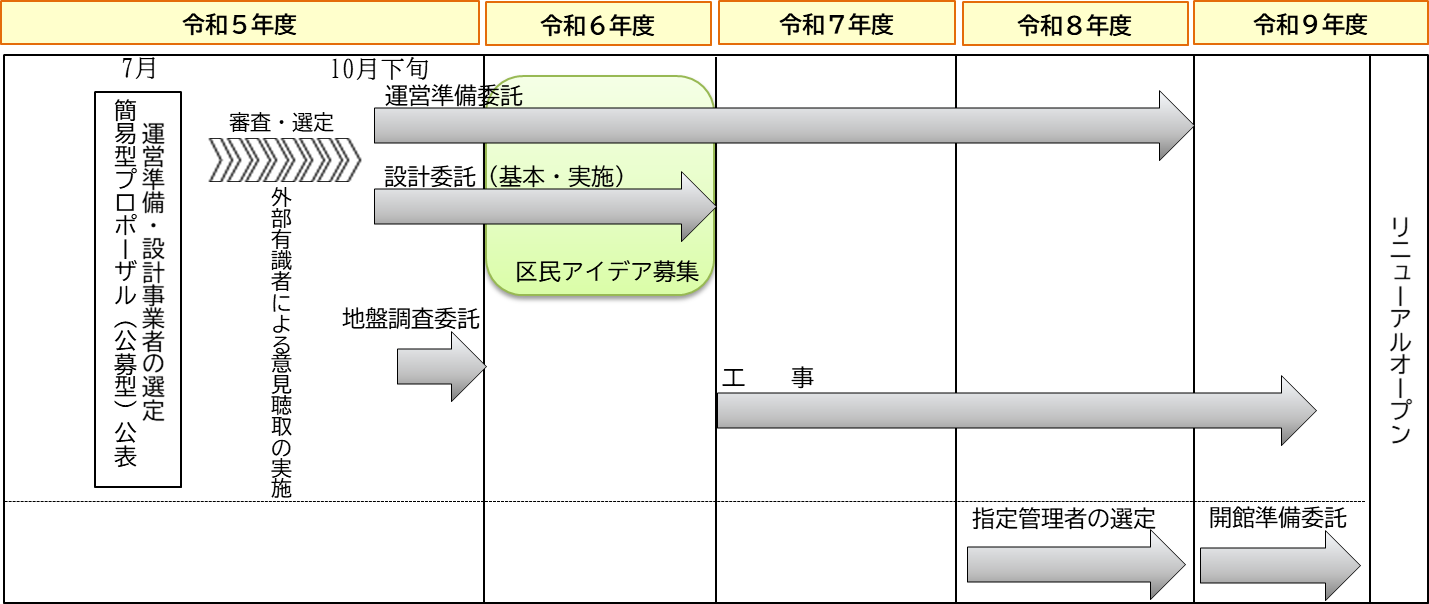 令和５年度
令和６年度
令和７年度
令和８年度
令和９年度
7月
10月下旬
運営準備・設計事業者の選定
簡易型プロポーザル（公募型）公表
審査・選定
外部有識者による意見聴取の実施
運営準備委託
設計委託（基本・実施）
区民アイデア募集
地盤調査委託
工　　事
指定管理者の選定
開館準備委託
リニューアルオープン